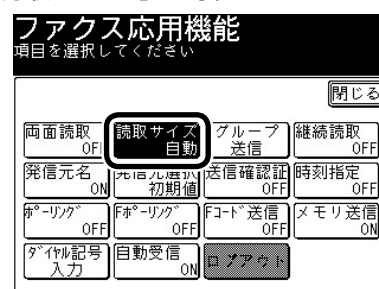 ファクス応用機能
項目を選択してください
閉じる
両面読取 読取サイズ グループ 継続読取
OFF 自動 送信 OFF
発信元名 発信元選択 送信確認証 時刻指定
ON 初期値 OFF OFF
ﾎﾟｰﾘﾝｸﾞ Fﾎﾟｰﾘﾝｸﾞ Fｺｰﾄﾞ送信 メモリ送信
OFF OFF OFF ON
ﾀﾞｲﾔﾙ記号 自動受信 ログアウト
入力 ON